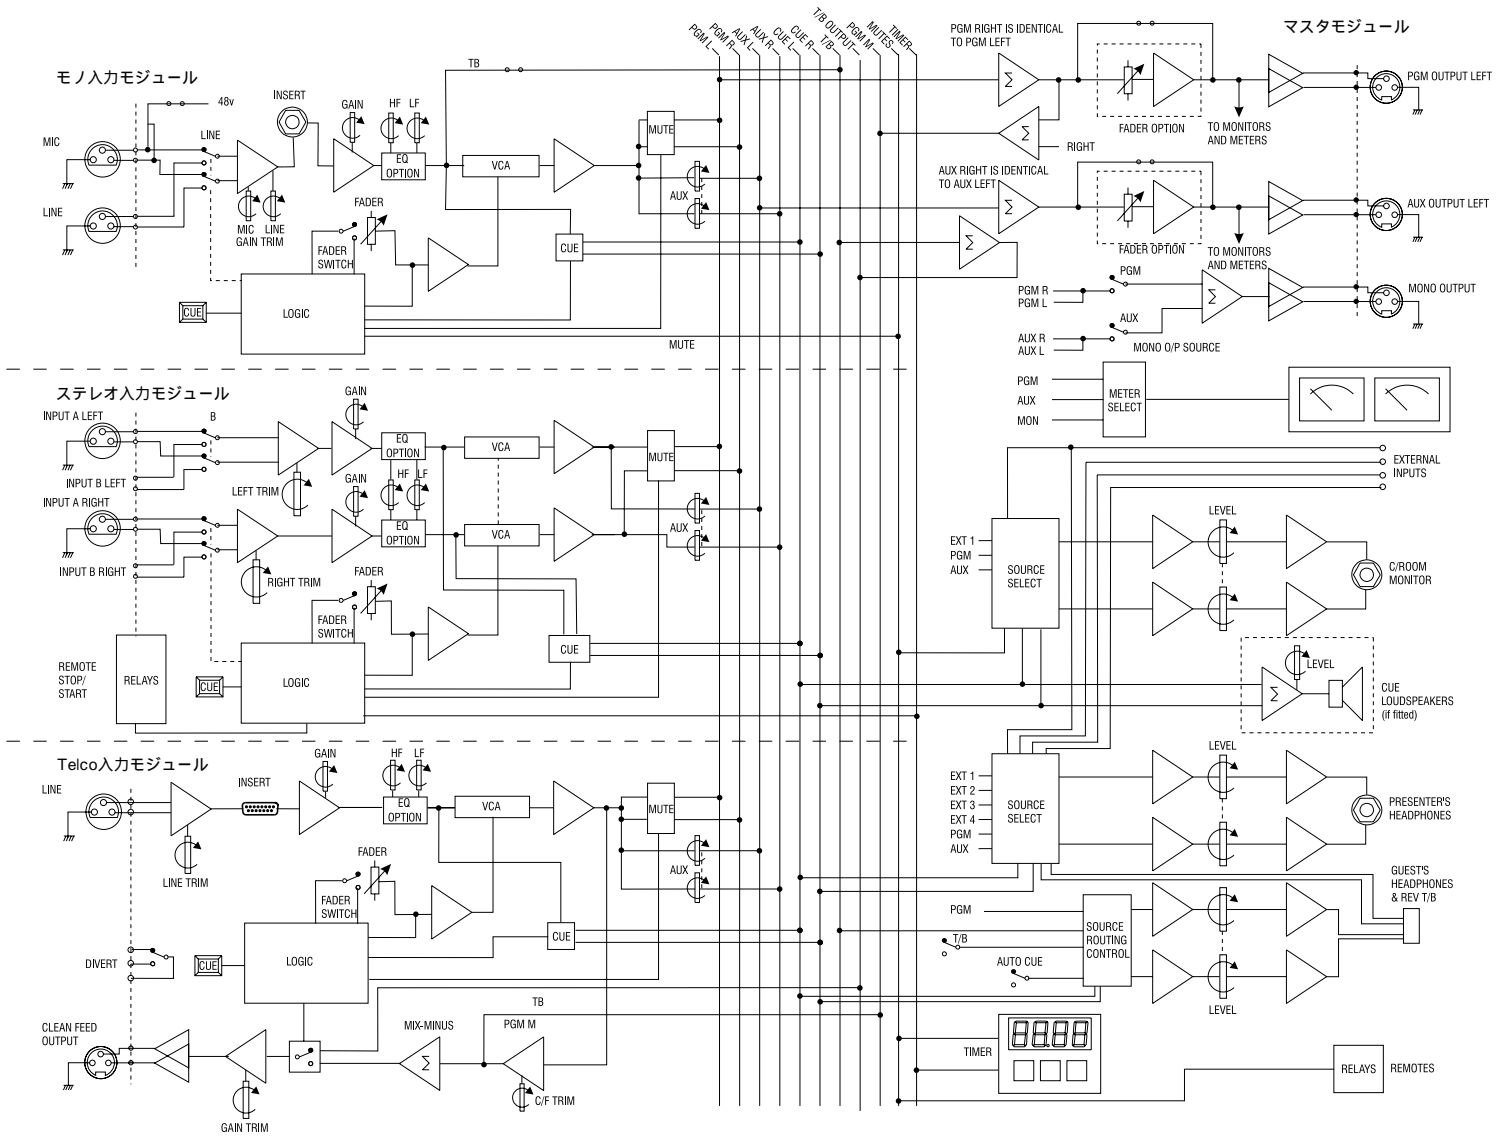 PGM L
PGM R
AUX L
AUX R
CUE L
CUE R
T/B
T/B OUTPUT
PGM M
MUTES
TIMER
モノ入力モジュール
TB
48v
INSERT
GAIN
HF
LF
MIC
LINE
LINE
EQ
OPTION
VCA
MUTE
AUX
MIC
LINE
GAIN TRIM
FADER
FADER
SWITCH
CUE
CUE
LOGIC
MUTE
ステレオ入力モジュール
INPUT A LEFT
B
GAIN
EQ
OPTION
VCA
MUTE
INPUT B LEFT
LEFT TRIM
GAIN
HF
LF
INPUT A RIGHT
EQ
OPTION
VCA
AUX
INPUT B RIGHT
RIGHT TRIM
FADER
FADER
SWITCH
REMOTE
STOP/
START
RELAYS
CUE
LOGIC
CUE
Telco入力モジュール
LINE
INSERT
GAIN
HF
LF
EQ
OPTION
VCA
MUTE
LINE TRIM
AUX
FADER
FADER
SWITCH
DIVERT
CUE
LOGIC
CUE
TB
CLEAN FEED
OUTPUT
MIX-MINUS
Σ
PGM M
C/F TRIM
GAIN TRIM
マスタモジュール
PGM RIGHT IS IDENTICAL
TO PGM LEFT
Σ
FADER OPTION
TO MONITORS
AND METERS
PGM OUTPUT LEFT
Σ
RIGHT
AUX RIGHT IS IDENTICAL
TO AUX LEFT
Σ
FADER OPTION
TO MONITORS
AND METERS
AUX OUTPUT LEFT
Σ
PGM
PGM R
PGM L
Σ
MONO OUTPUT
AUX
AUX R
AUX L
MONO O/P SOURCE
PGM
AUX
MON
METER
SELECT
EXTERNAL
INPUTS
EXT 1
PGM
AUX
SOURCE
SELECT
LEVEL
C/ROOM
MONITOR
Σ
LEVEL
CUE
LOUDSPEAKERS
(if fitted)
EXT 1
EXT 2
EXT 3
EXT 4
PGM
AUX
SOURCE
SELECT
LEVEL
PRESENTER'S
HEADPHONES
GUEST'S
HEADPHONES
& REV T/B
PGM
T/B
AUTO CUE
SOURCE
ROUTING
CONTROL
LEVEL
LEVEL
TIMER
88.88
RELAYS
REMOTES